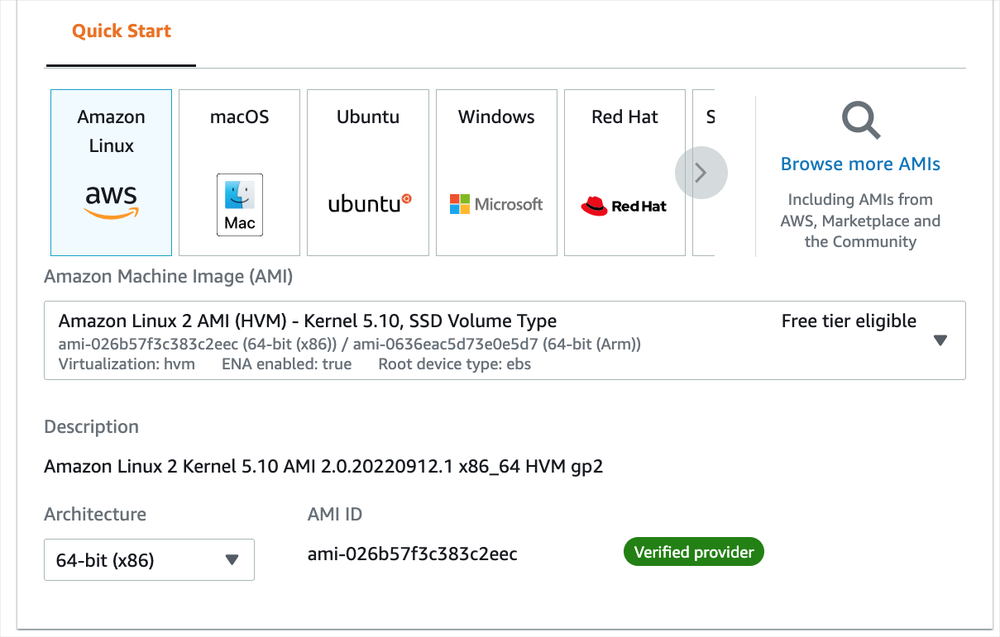 Quick Start
Amazon
Linux
aws
macOS
Mac
Ubuntu
ubuntu
Windows
Microsoft
Red Hat
Red Hat
S
Browse more AMIs
Including AMIs from
AWS, Marketplace and
the Community
Amazon Machine Image (AMI)
Amazon Linux 2 AMI (HVM) - Kernel 5.10, SSD Volume Type
Free tier eligible
ami-026b57f3c383c2eec (64-bit (x86)) / ami-0636eac5d73e0e5d7 (64-bit (Arm))
Virtualization: hvm ENA enabled: true Root device type: ebs
Description
Amazon Linux 2 Kernel 5.10 AMI 2.0.20220912.1 x86_64 HVM gp2
Architecture
AMI ID
64-bit (x86)
ami-026b57f3c383c2eec
Verified provider